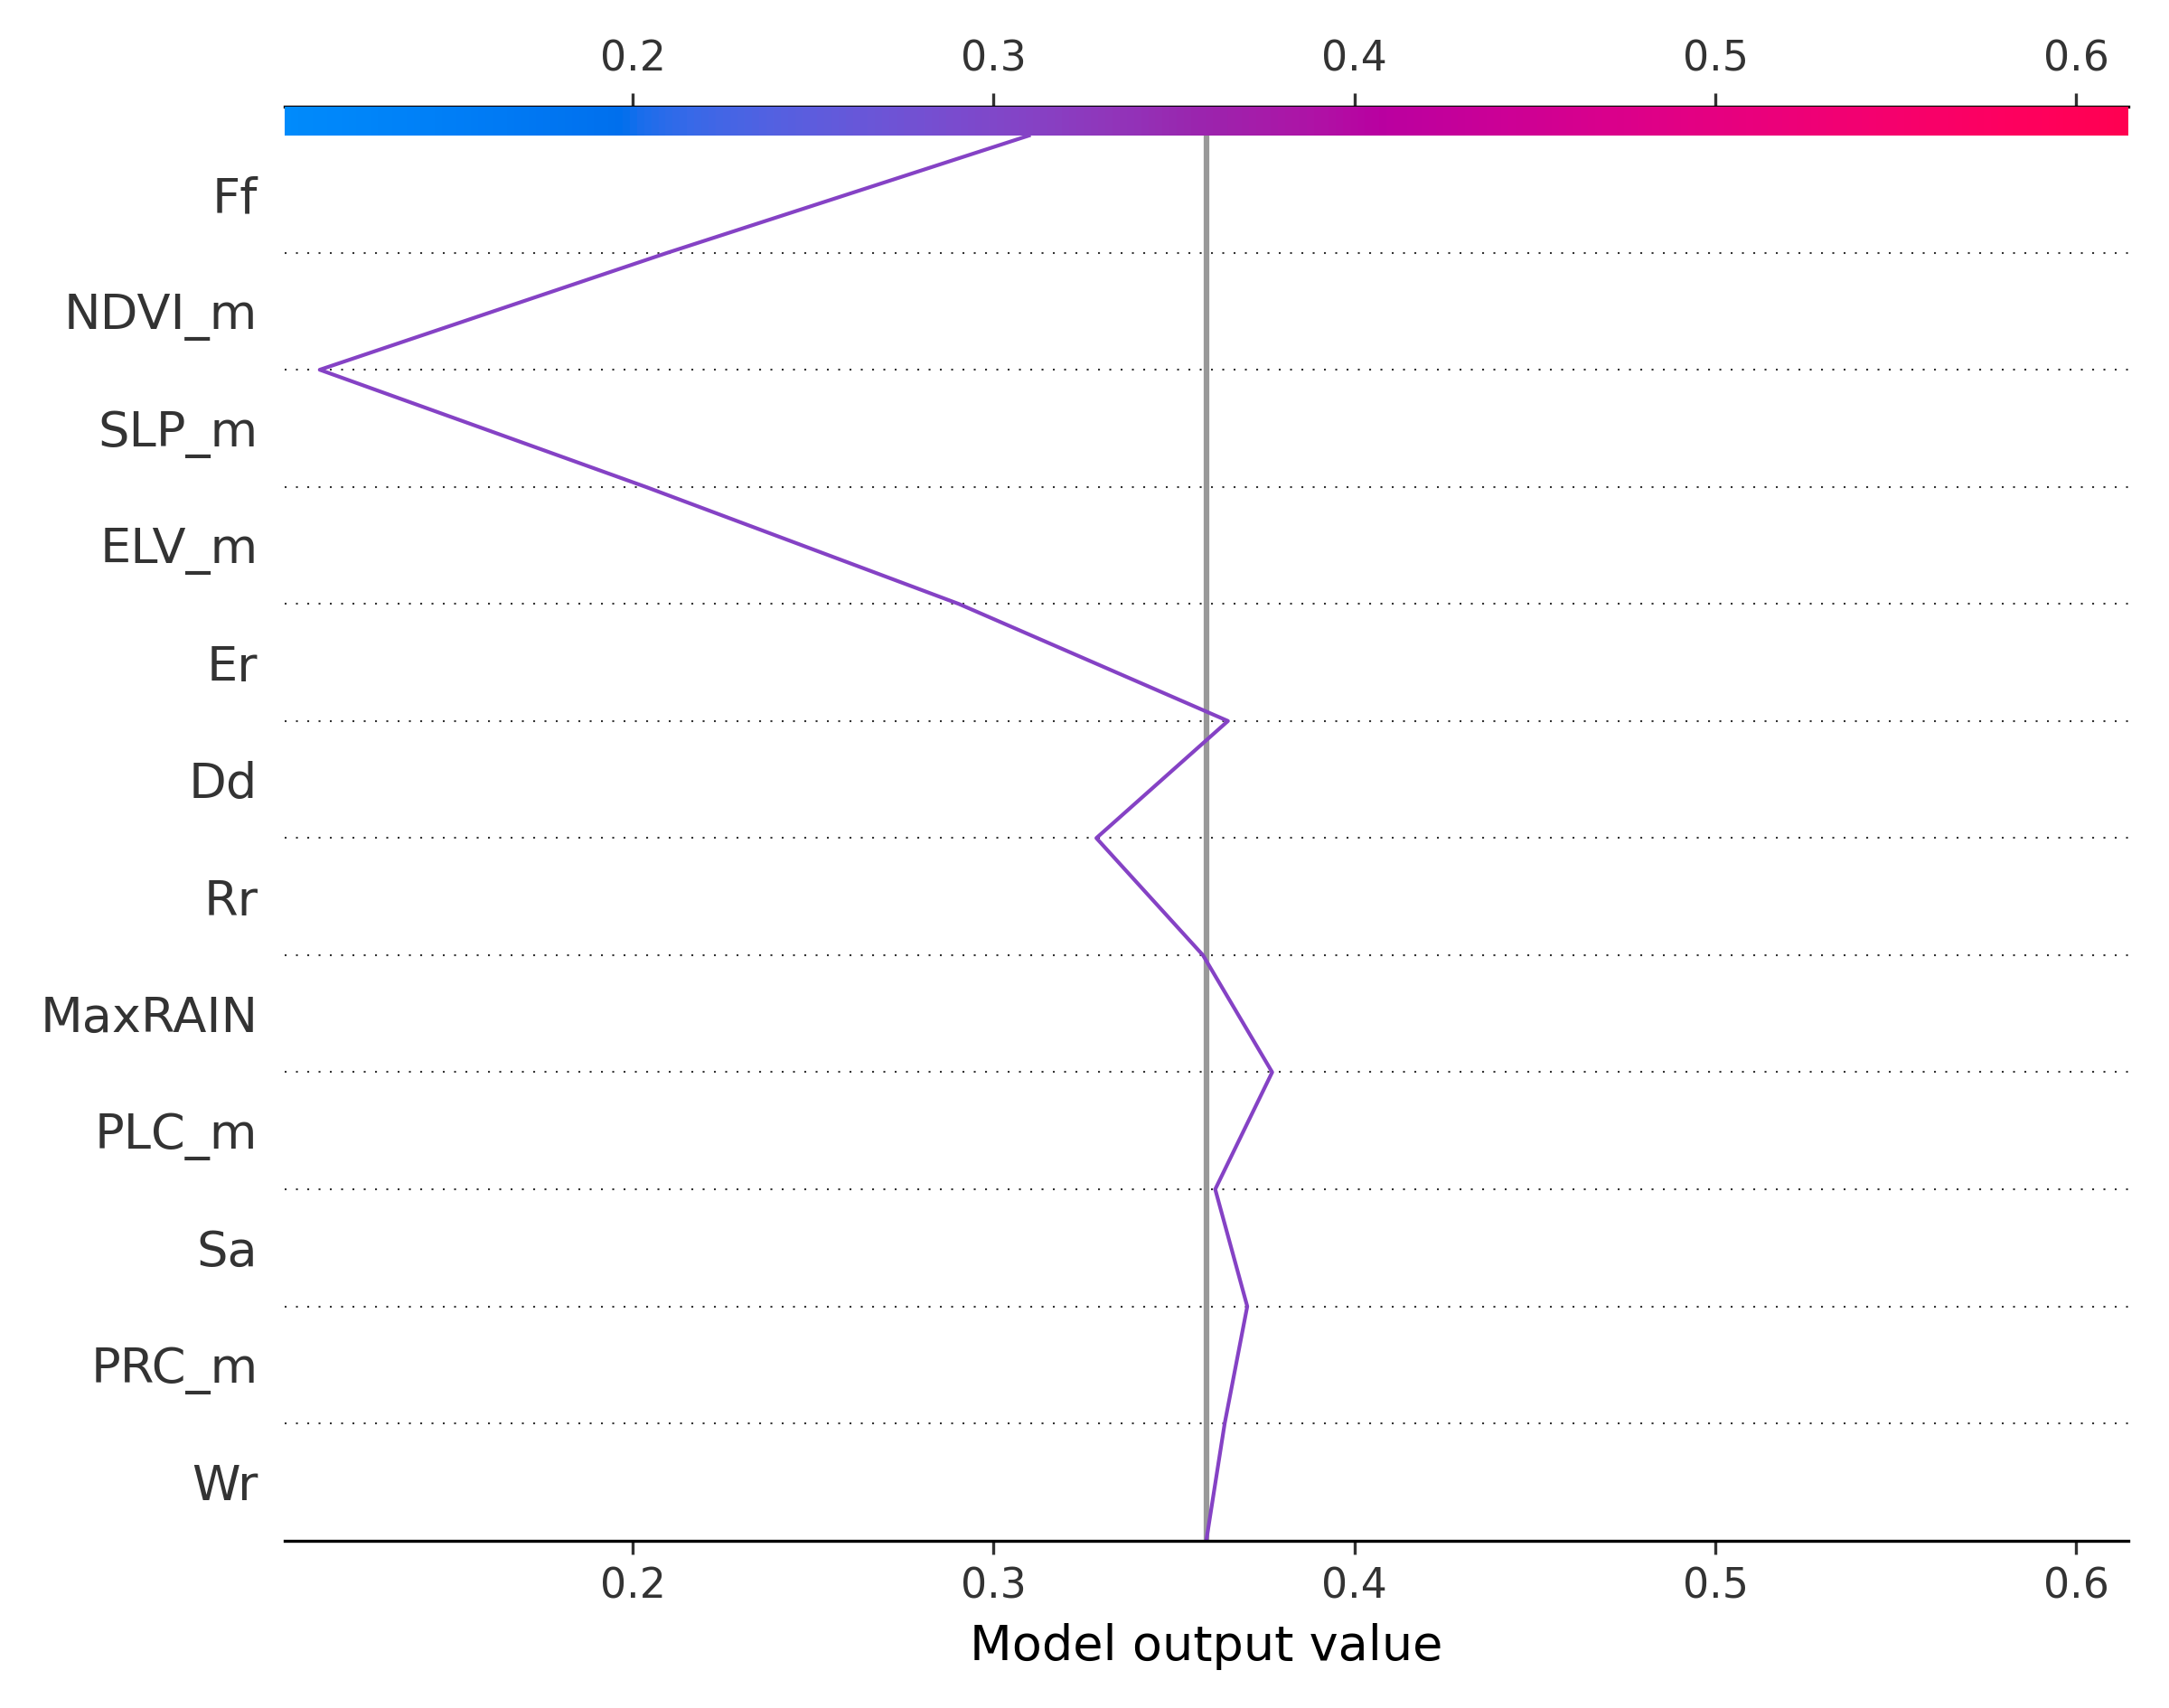 0.2 0.3 0.4 0.5 0.6
Ff
NDVI_m
SLP_m
ELV_m
Er
Dd
Rr
MaxRAIN
PLC_m
Sa
PRC_m
Wr
0.2 0.3 0.4 0.5 0.6
Model output value